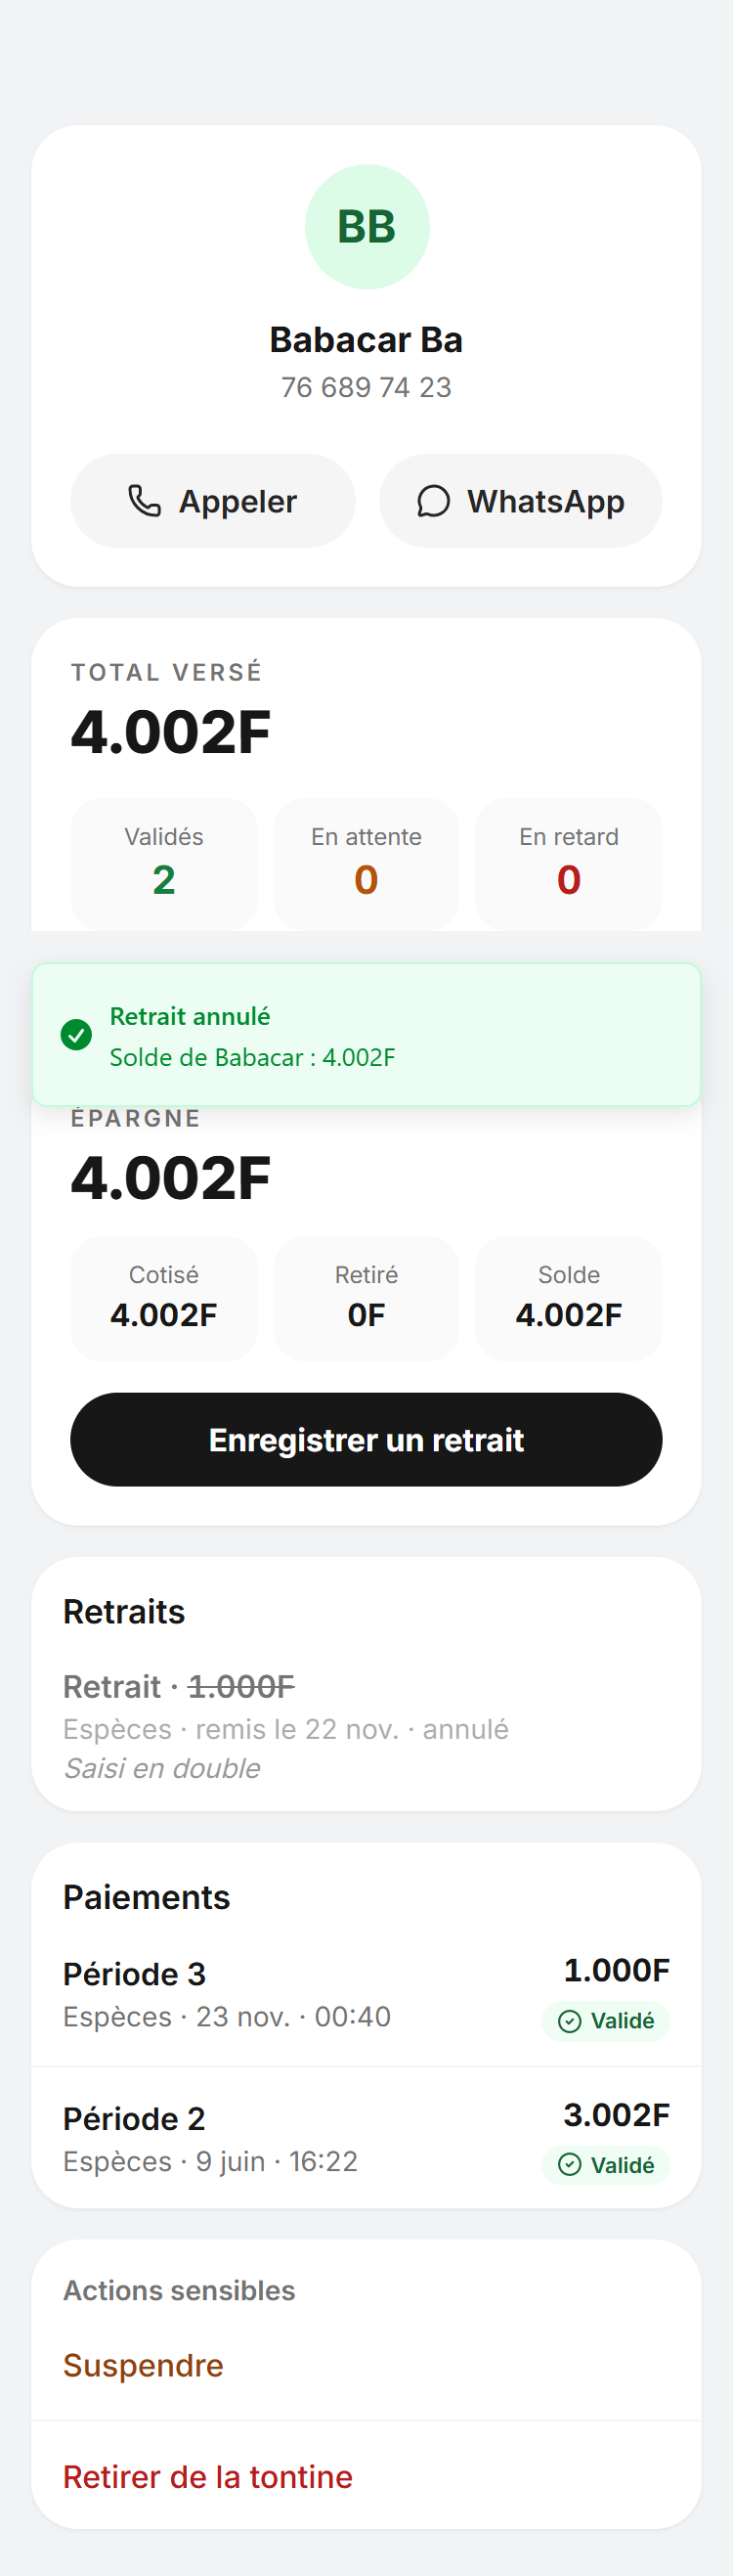 BB
Babacar Ba
76 689 74 23
Appeler
WhatsApp
TOTAL VERSÉ
4.002F
Validés
En attente
En retard
2
0
0
Retrait annulé
Solde de Babacar : 4.002F
ÉPARGNE
4.002F
Cotisé
Retiré
Solde
4.002F
0F
4.002F
Enregistrer un retrait
Retraits
Retrait · 1.000F
Espèces · remis le 22 nov. · annulé
Saisi en double
Paiements
Période 3
1.000F
Espèces · 23 nov. · 00:40
Validé
Période 2
3.002F
Espèces · 9 juin · 16:22
Validé
Actions sensibles
Suspendre
Retirer de la tontine